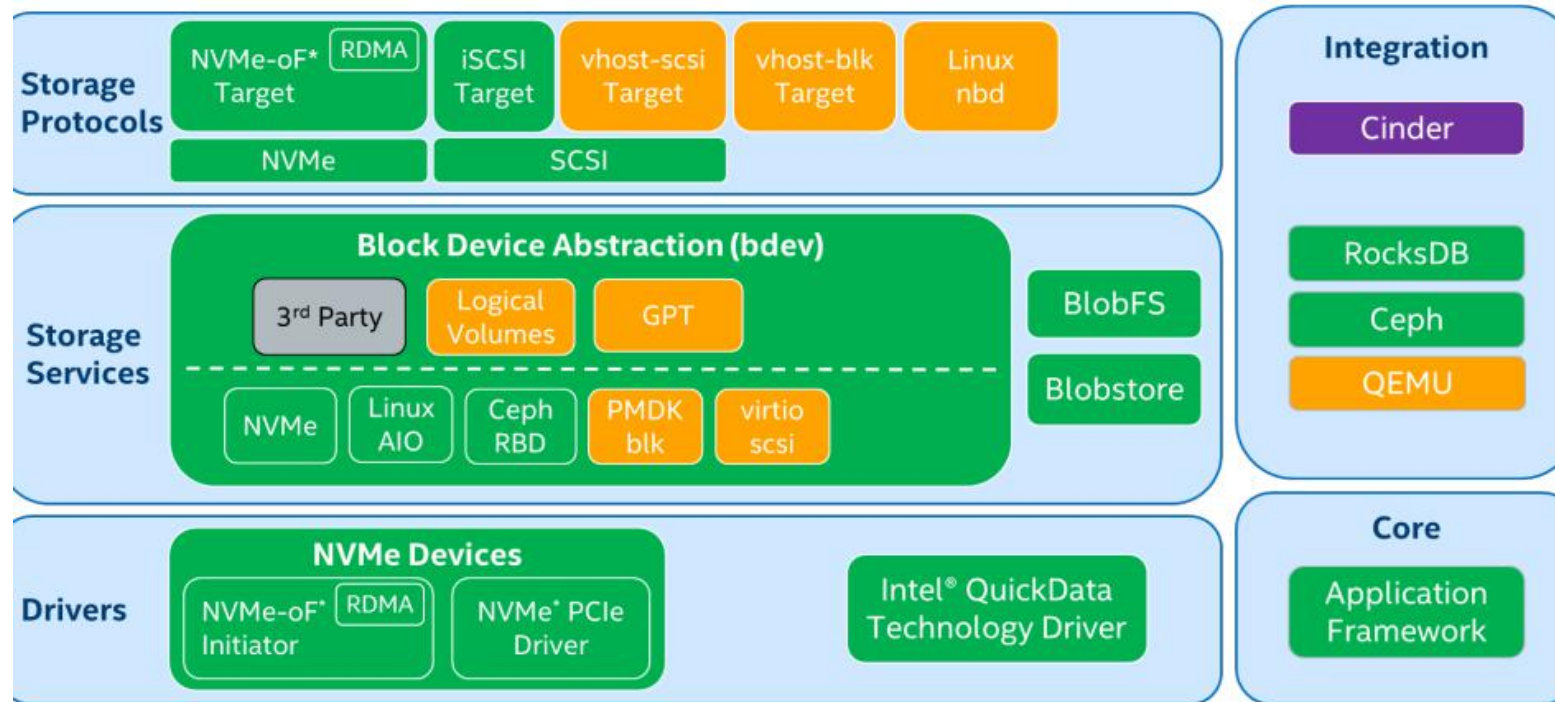 Storage
Protocols
NVMe-oF* RDMA
Target
iSCSI
Target
vhost-scsi
Target
vhost-blk
Target
Linux
nbd
NVMe
SCSI
Storage
Services
Block Device Abstraction (bdev)
3rd Party
Logical
Volumes
GPT
NVMe
Linux
AIO
Ceph
RBD
PMDK
blk
virtio
scsi
BlobFS
Blobstore
Drivers
NVMe Devices
NVMe-oF* RDMA
Initiator
NVMe* PCIe
Driver
Intel® QuickData
Technology Driver
Integration
Cinder
RocksDB
Ceph
QEMU
Core
Application
Framework